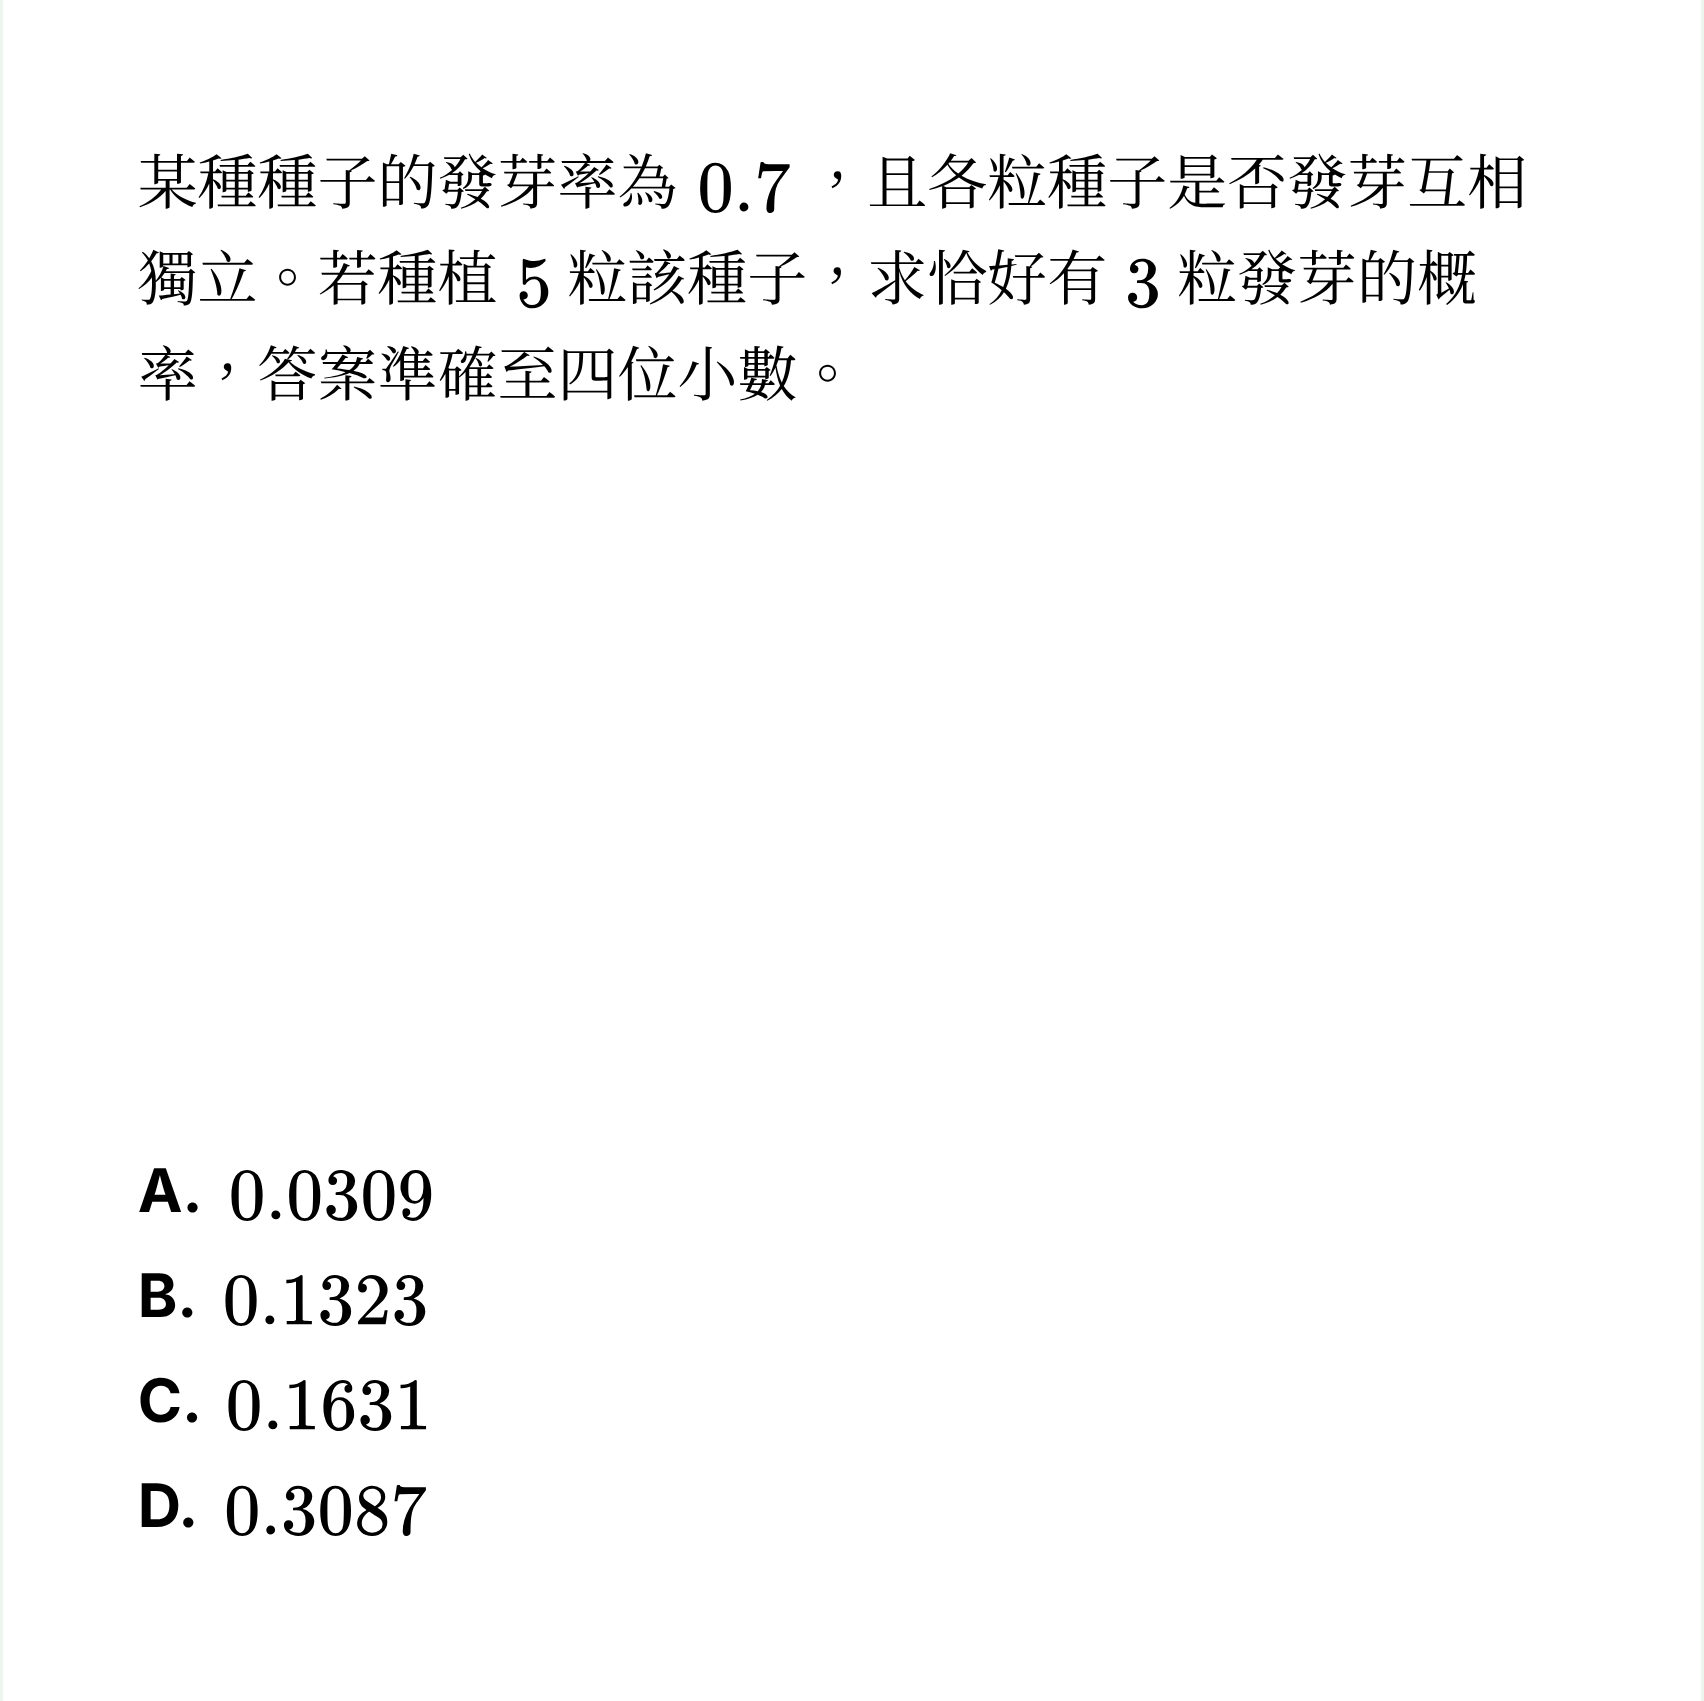 某種種子的發芽率為 0.7 ，且各粒種子是否發芽互相
獨立。若種植 5 粒該種子，求恰好有 3 粒發芽的概
率，答案準確至四位小數。
A. 0.0309
B. 0.1323
C. 0.1631
D. 0.3087